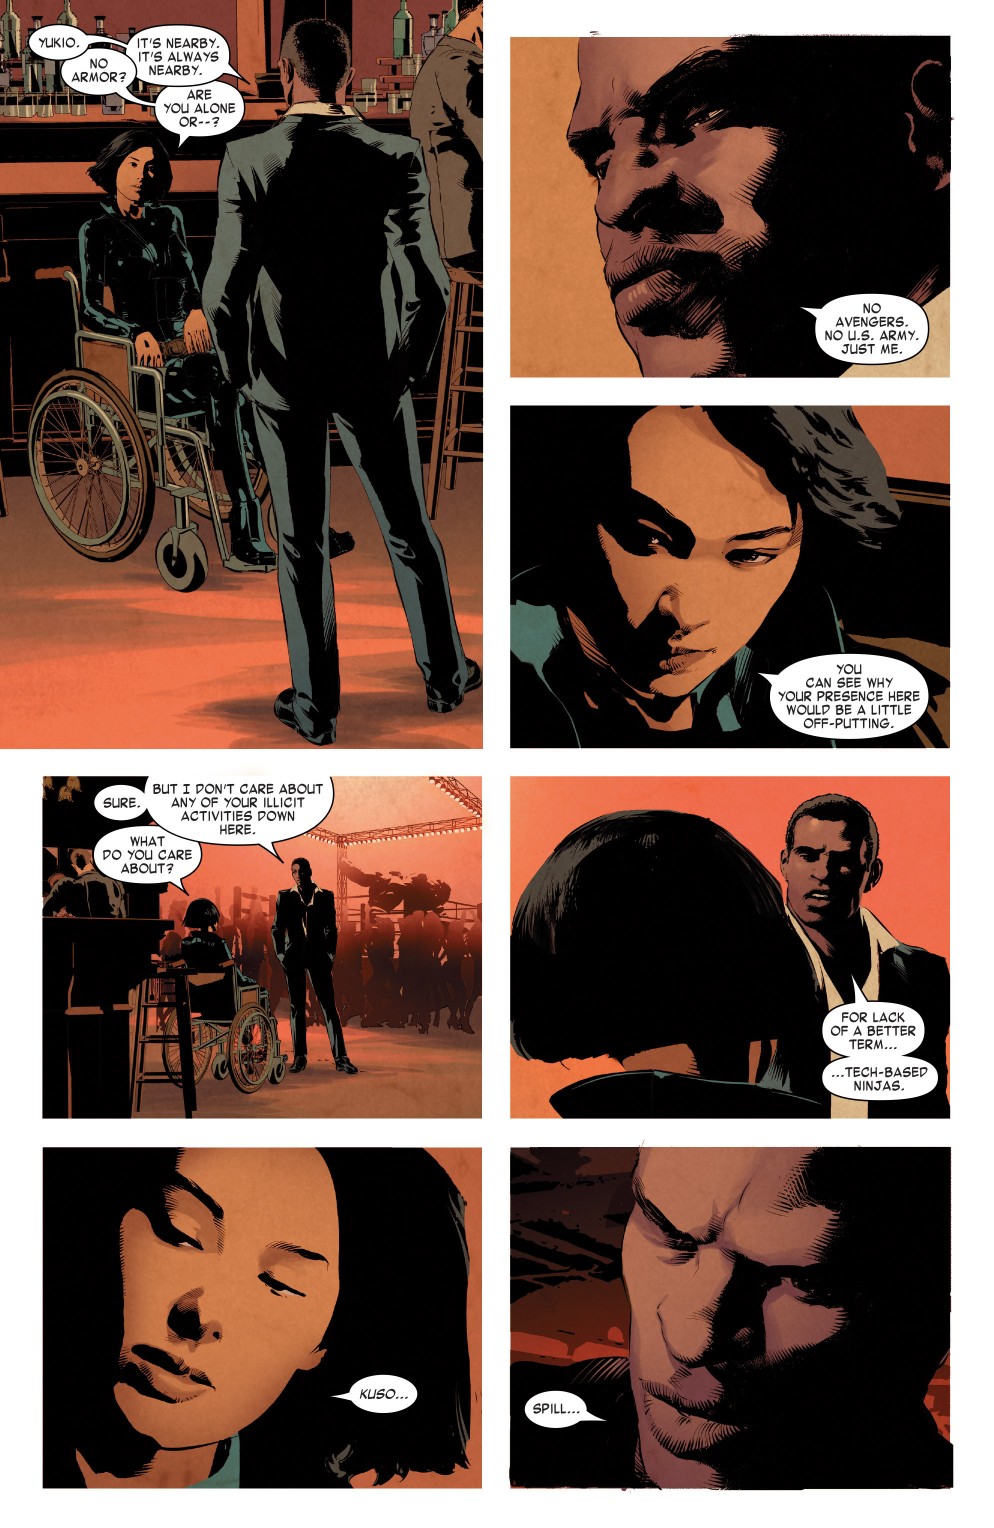 YUKIO.
NO
ARMOR?
IT'S NEARBY.
IT'S ALWAYS
NEARBY.
ARE
YOU ALONE
OR--?
NO
AVENGERS.
NO U.S. ARMY.
JUST ME.
YOU
CAN SEE WHY
YOUR PRESENCE HERE
WOULD BE A LITTLE
OFF-PUTTING.
SURE.
BUT I DON'T CARE ABOUT
ANY OF YOUR ILLICIT
ACTIVITIES DOWN
HERE.
WHAT
DO YOU CARE
ABOUT?
FOR LACK
OF A BETTER
TERM...
...TECH-BASED
NINJAS.
KUSO...
SPILL...